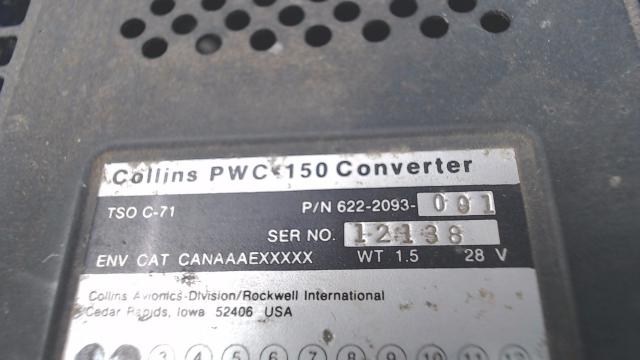 Collins PWC-150 Converter
TSO C-71 P/N 622-2093-001
SER NO. 12138
ENV CAT CANAAAEXXXXX WT 1.5 28 V
Collins Avionics Division/Rockwell International
Cedar Rapids, Iowa 52406 USA
3 4 5 6 7 8 9 10 11 12